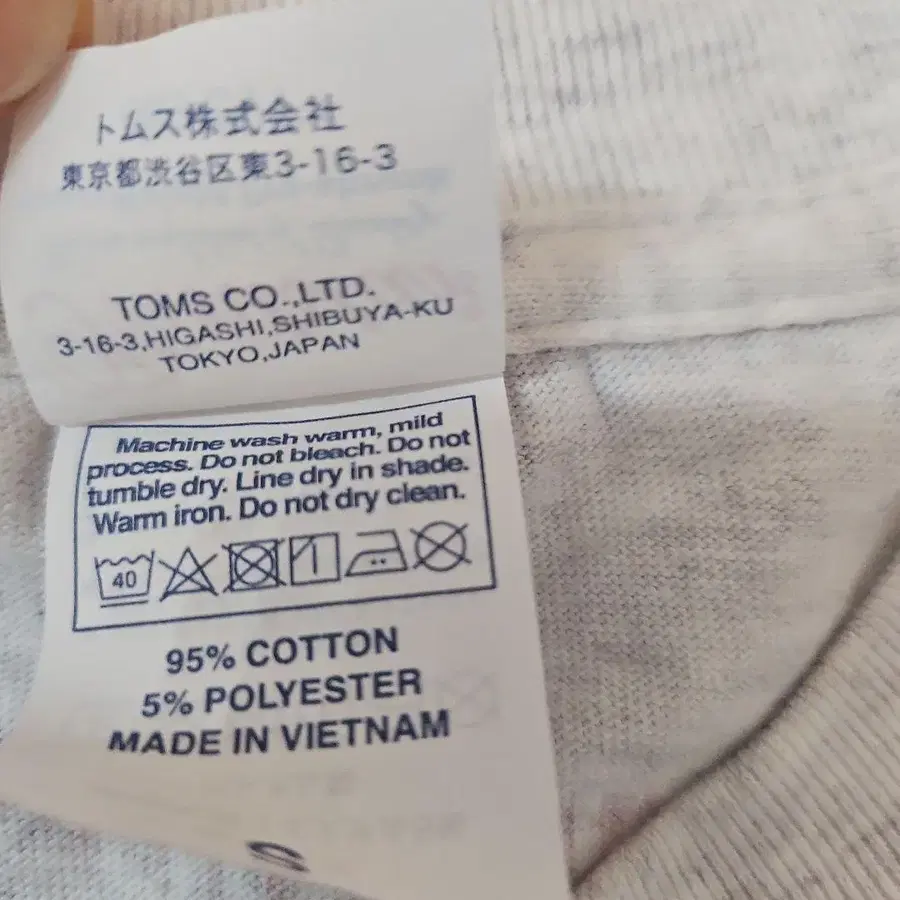 トムス株式会社
東京都渋谷区東3-16-3
TOMS CO.,LTD.
3-16-3,HIGASHI,SHIBUYA-KU
TOKYO,JAPAN
Machine wash warm, mild
process. Do not bleach. Do not
tumble dry. Line dry in shade.
Warm iron. Do not dry clean.
40
95% COTTON
5% POLYESTER
MADE IN VIETNAM
S